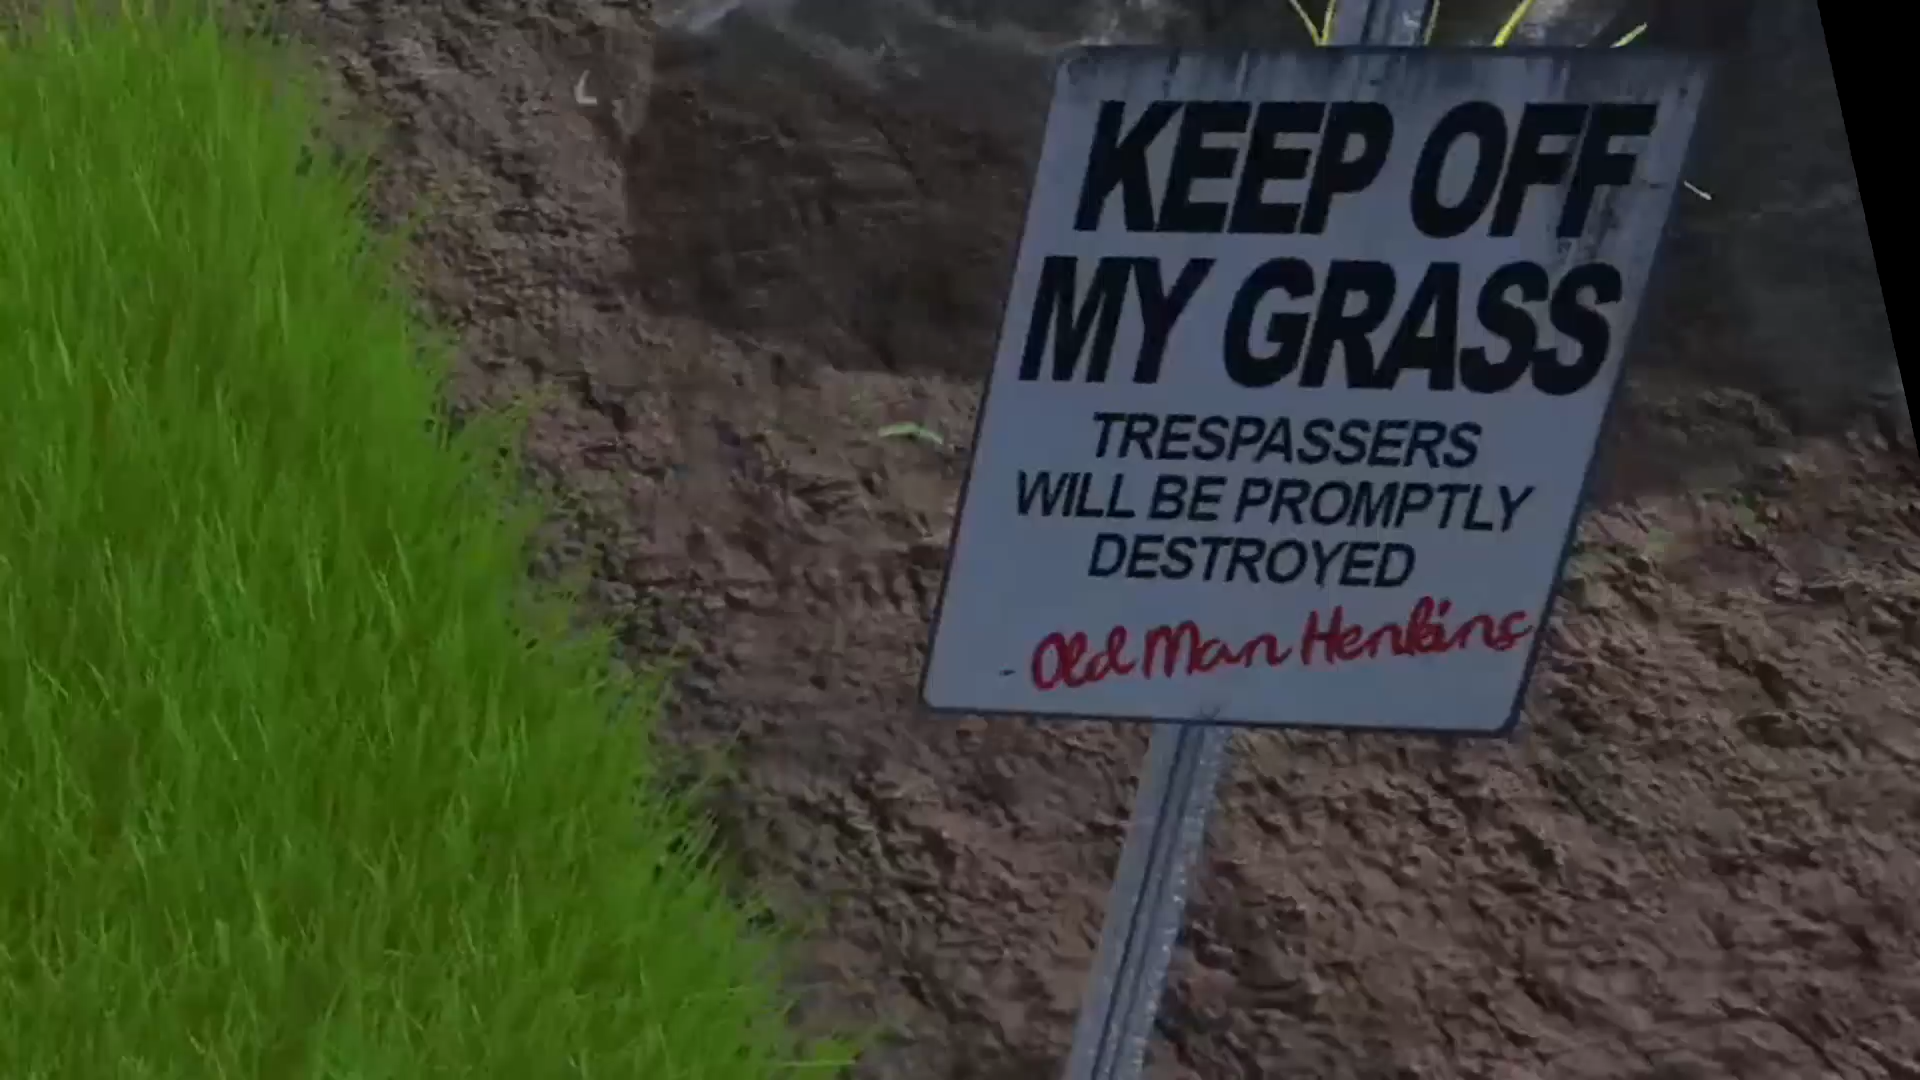 KEEP OFF
MY GRASS
TRESPASSERS
WILL BE PROMPTLY
DESTROYED
- Old Man Henkins